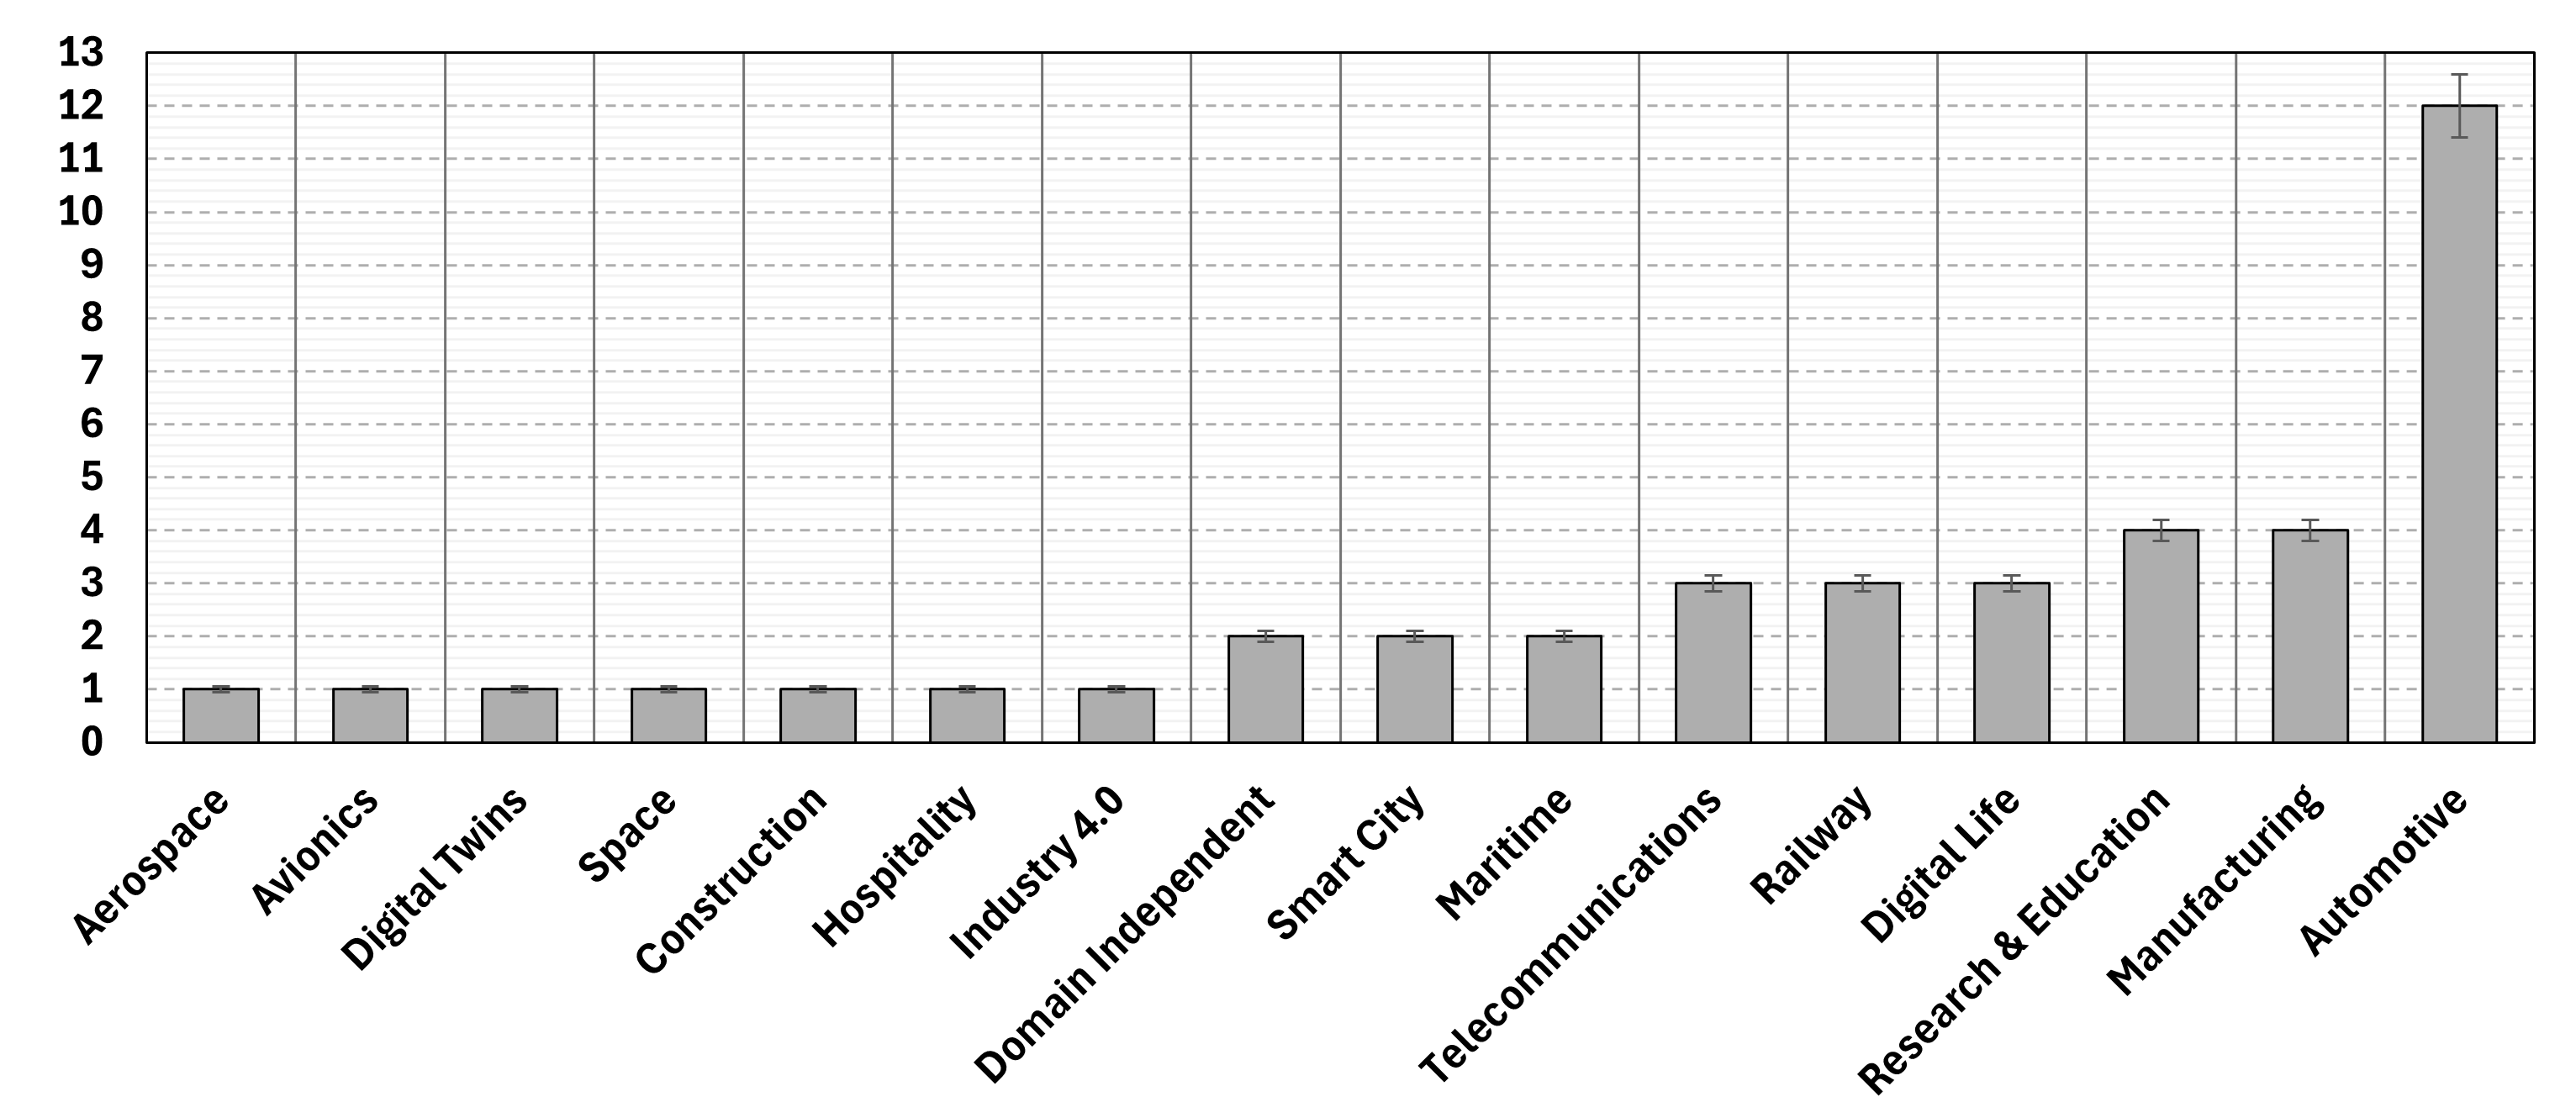 13
12
11
10
9
8
7
6
5
4
3
2
1
0
Aerospace
Avionics
Digital Twins
Space
Construction
Hospitality
Industry 4.0
Domain Independent
Smart City
Maritime
Telecommunications
Railway
Digital Life
Research & Education
Manufacturing
Automotive